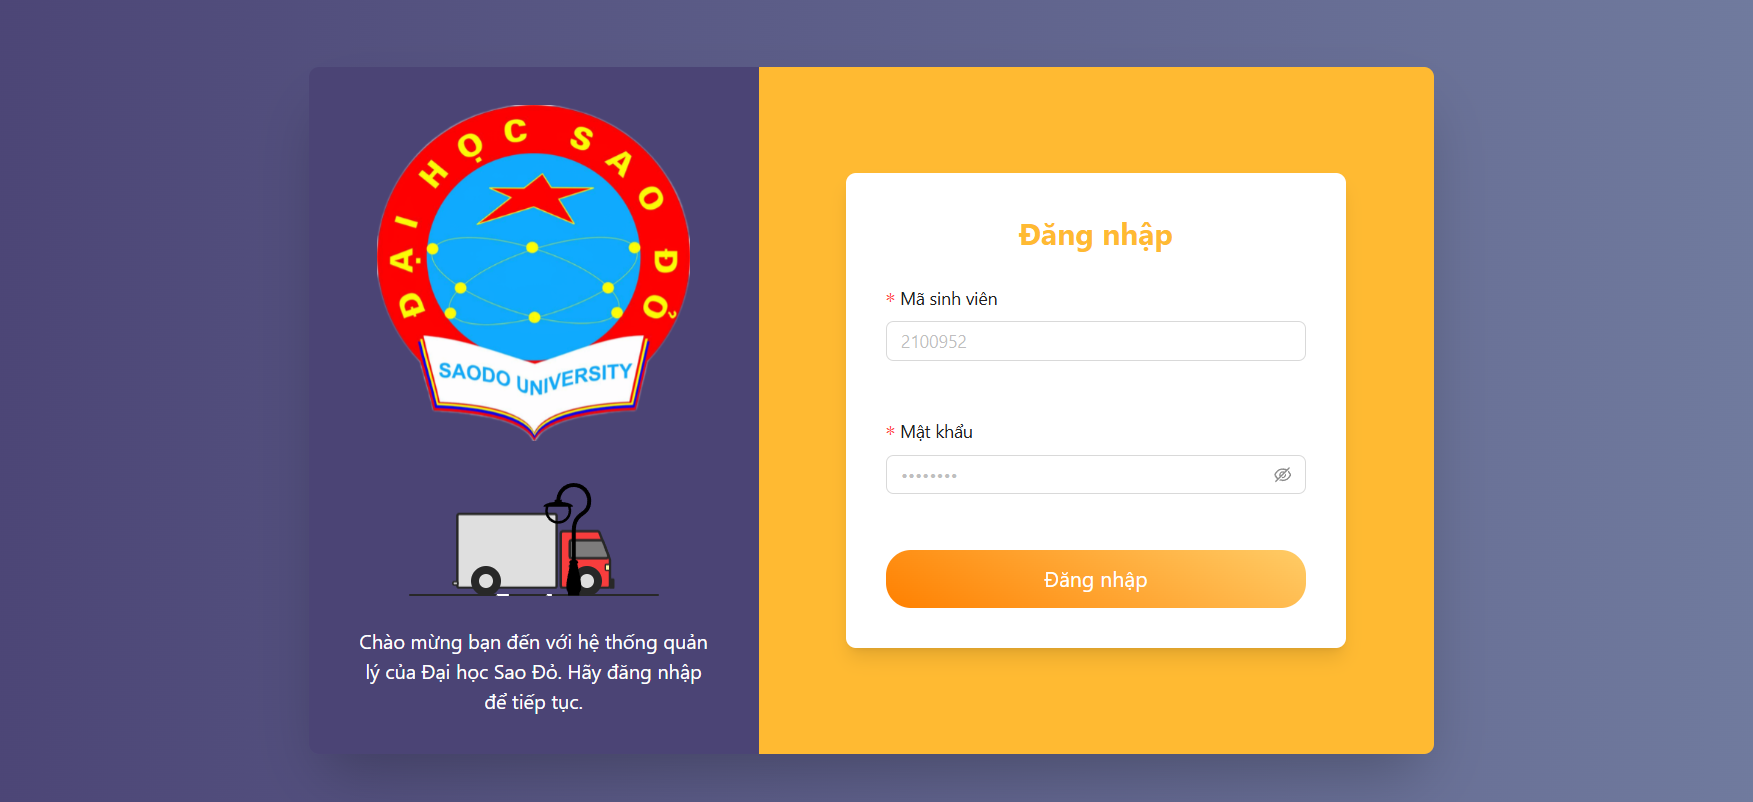 ĐẠI HỌC SAO ĐỎ
SAODO UNIVERSITY
Chào mừng bạn đến với hệ thống quản
lý của Đại học Sao Đỏ. Hãy đăng nhập
để tiếp tục.
Đăng nhập
* Mã sinh viên
2100952
* Mật khẩu
••••••••
Đăng nhập